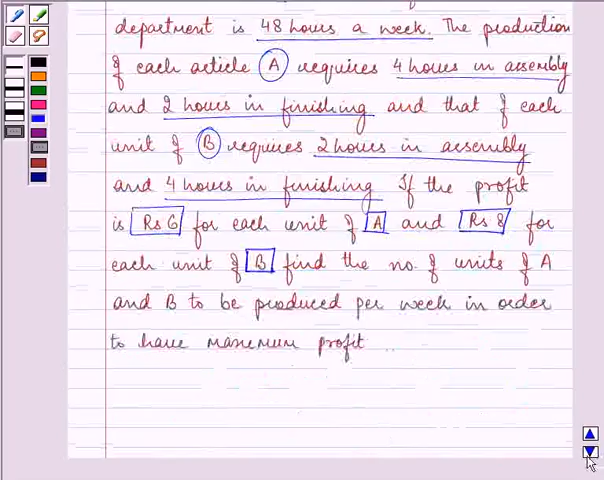 department is 48 hours a week. The production
of each article A requires 4 hours in assembly
and 2 hours in finishing and that of each
unit of B requires 2 hours in assembly
and 4 hours in finishing If the profit
is Rs 6 for each unit of A and Rs 8 for
each unit of B find the no. of units of A
and B to be produced per week in order
to have maximum profit ..